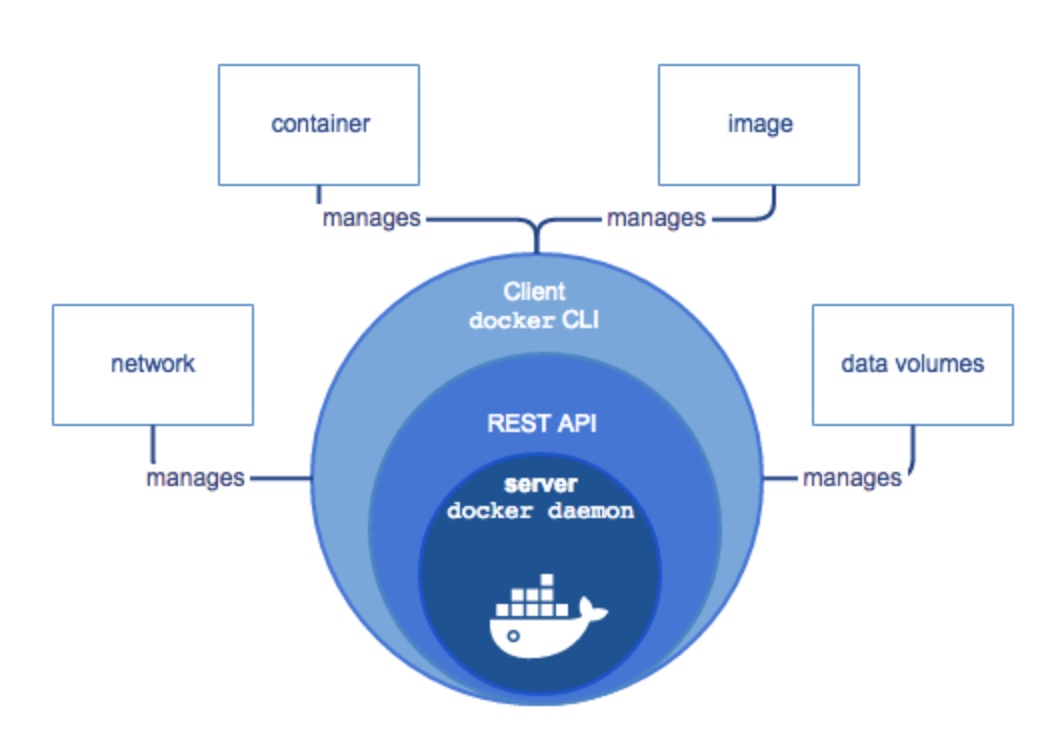 container
image
manages
manages
Client
docker CLI
network
data volumes
REST API
manages
manages
server
docker daemon